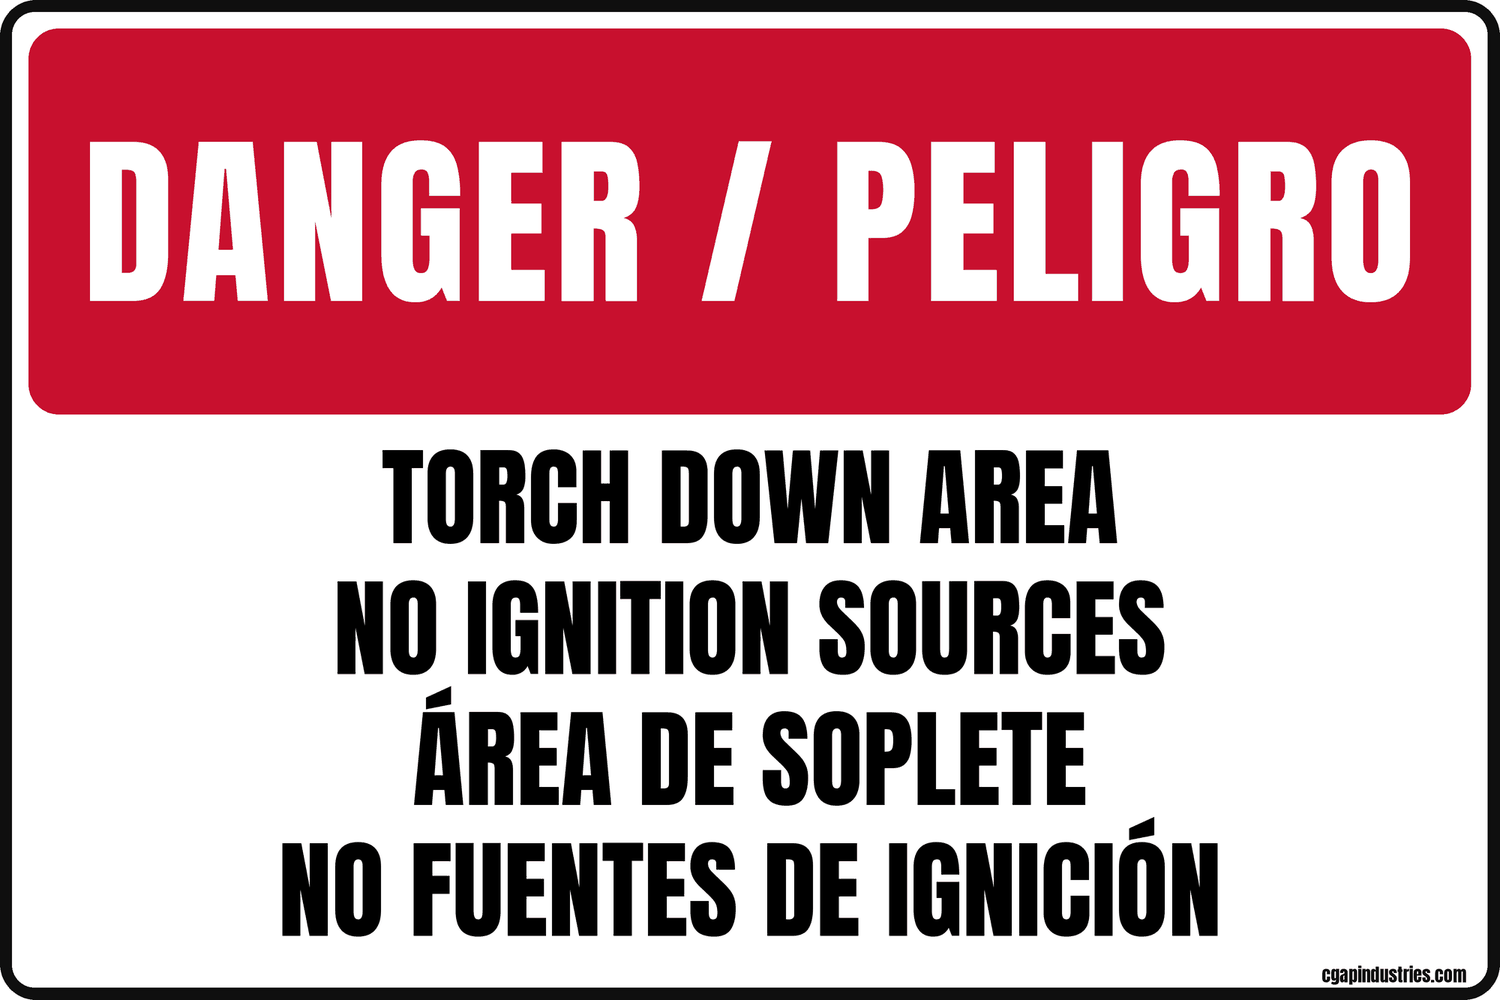 DANGER / PELIGRO
TORCH DOWN AREA
NO IGNITION SOURCES
ÁREA DE SOPLETE
NO FUENTES DE IGNICIÓN
cgapindustries.com